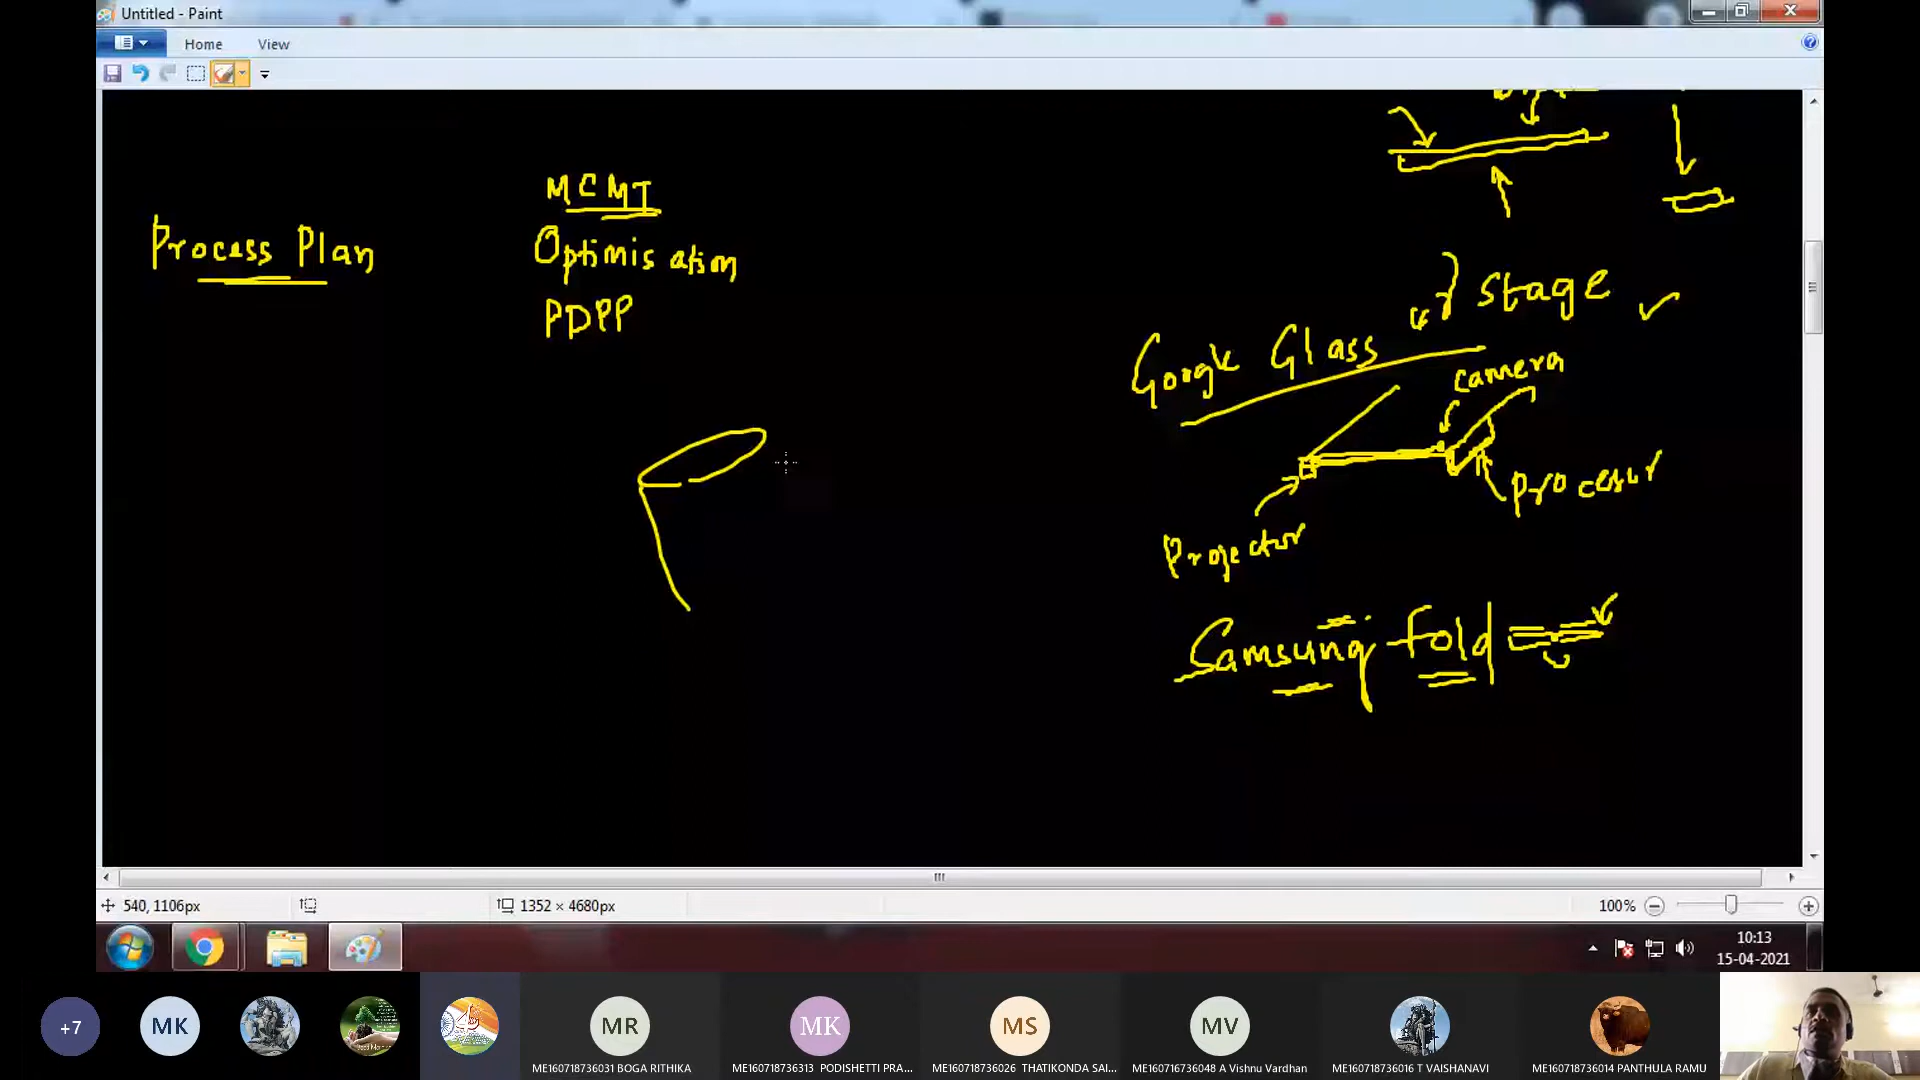 Untitled - Paint
Home View
MCMT
Process Plan
Optimisation
PDPP
Stage
Google Glass
Camera
Processor
Projector
Samsung Fold
540, 1106px
1352 × 4680px
100%
10:13
15-04-2021
+7
MK
MR
MK
MS
MV
ME160718736031 BOGA RITHIKA
ME160718736313 PODISHETTI PRA...
ME160718736026 THATIKONDA SAI...
ME160716736048 A Vishnu Vardhan
ME160718736016 T VAISHANAVI
ME160718736014 PANTHULA RAMU